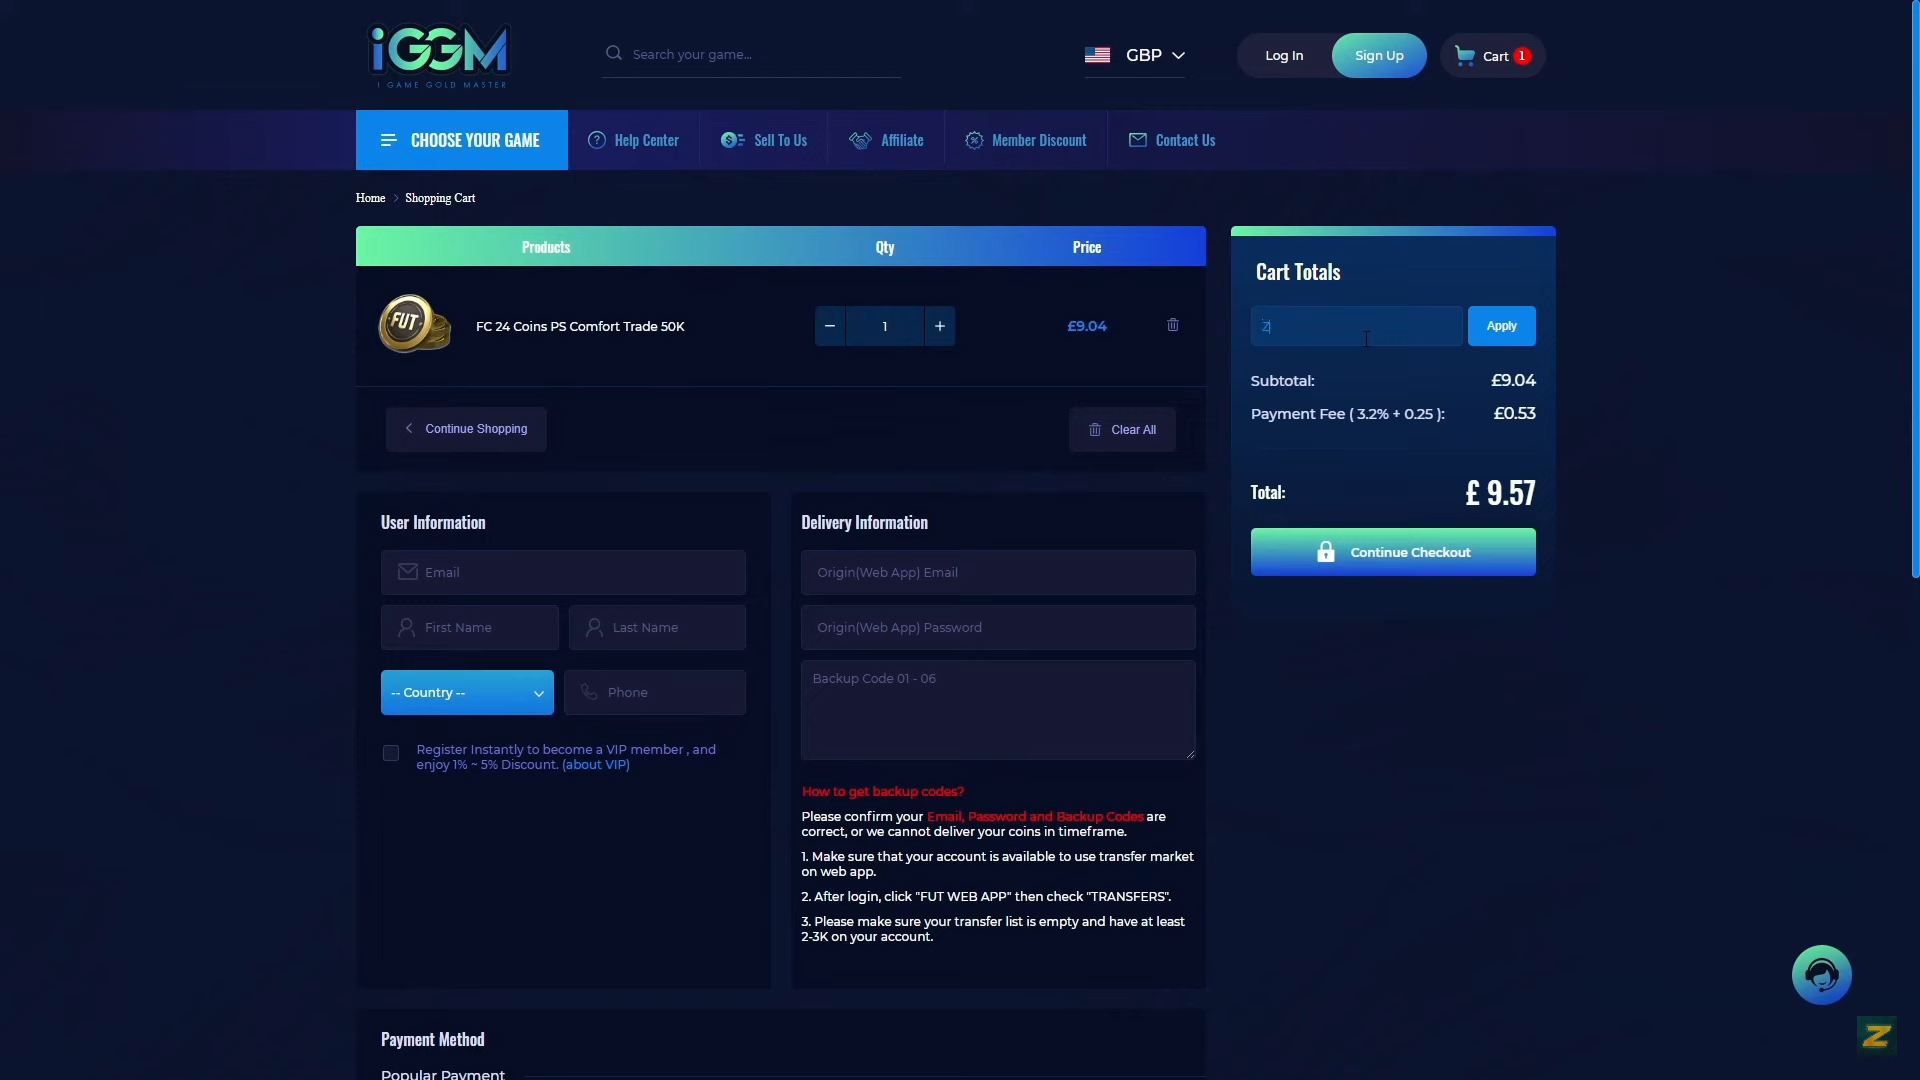 iGGM
I GAME GOLD MASTER
Search your game...
GBP
Log In
Sign Up
Cart 1
CHOOSE YOUR GAME
Help Center
Sell To Us
Affiliate
Member Discount
Contact Us
Home > Shopping Cart
Products
Qty
Price
FUT
FC 24 Coins PS Comfort Trade 50K
− 1 +
£9.04
Continue Shopping
Clear All
Cart Totals
Z
Apply
Subtotal: £9.04
Payment Fee ( 3.2% + 0.25 ): £0.53
Total: £ 9.57
Continue Checkout
User Information
Email
First Name
Last Name
-- Country --
Phone
Register Instantly to become a VIP member , and
enjoy 1% ~ 5% Discount. (about VIP)
Delivery Information
Origin(Web App) Email
Origin(Web App) Password
Backup Code 01 - 06
How to get backup codes?
Please confirm your Email, Password and Backup Codes are
correct, or we cannot deliver your coins in timeframe.
1. Make sure that your account is available to use transfer market
on web app.
2. After login, click "FUT WEB APP" then check "TRANSFERS".
3. Please make sure your transfer list is empty and have at least
2-3K on your account.
Payment Method
Popular Payment
Z